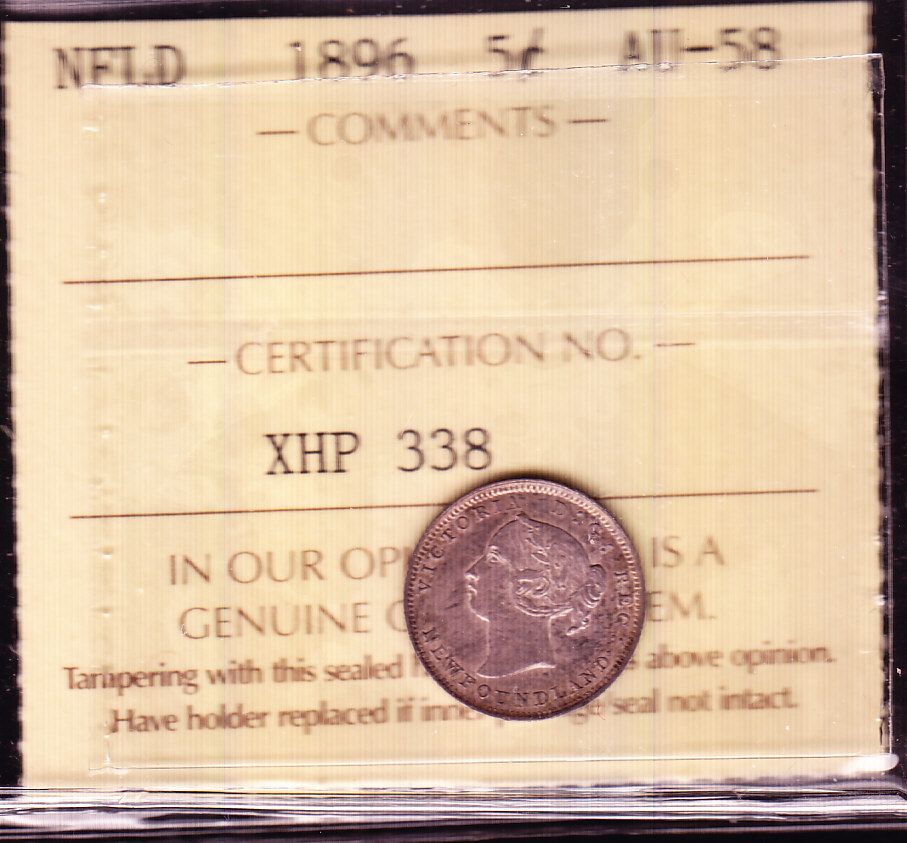 NFLD 1896 5¢ AU-58
— COMMENTS —
— CERTIFICATION NO. —
XHP 338
IN OUR OP IS A
GENUINE EM.
Tampering with this sealed above opinion.
Have holder replaced if inne seal not intact.
VICTORIA D:G: REG:
NEWFOUNDLAND